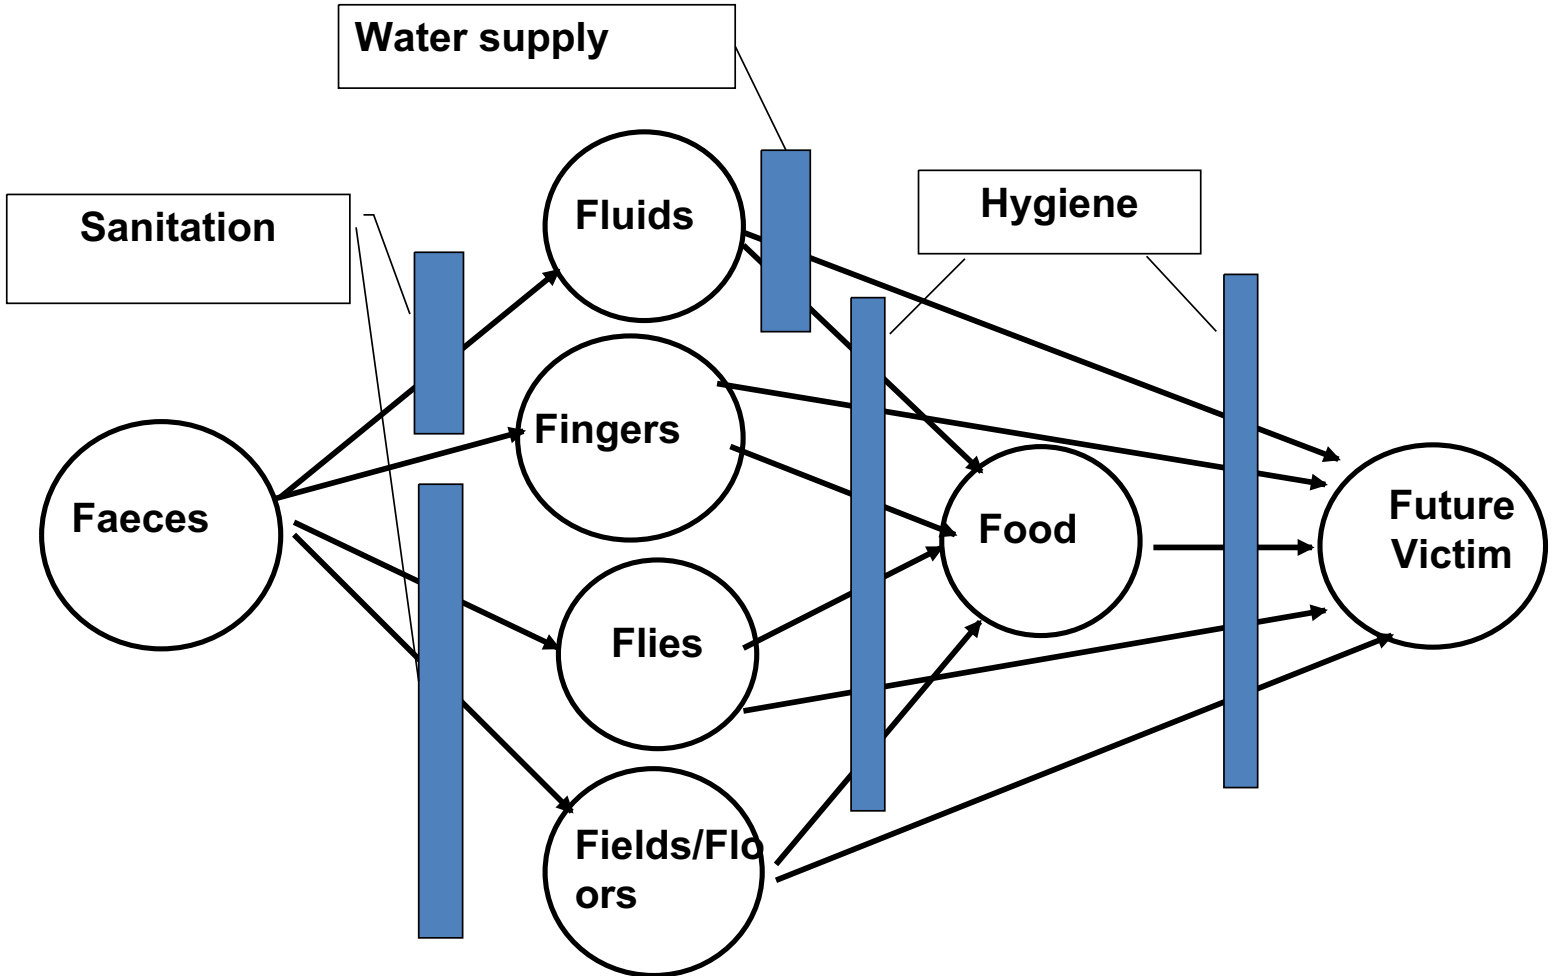 Water supply
Sanitation
Fluids
Hygiene
Fingers
Faeces
Food
Future
Victim
Flies
Fields/Flo
ors